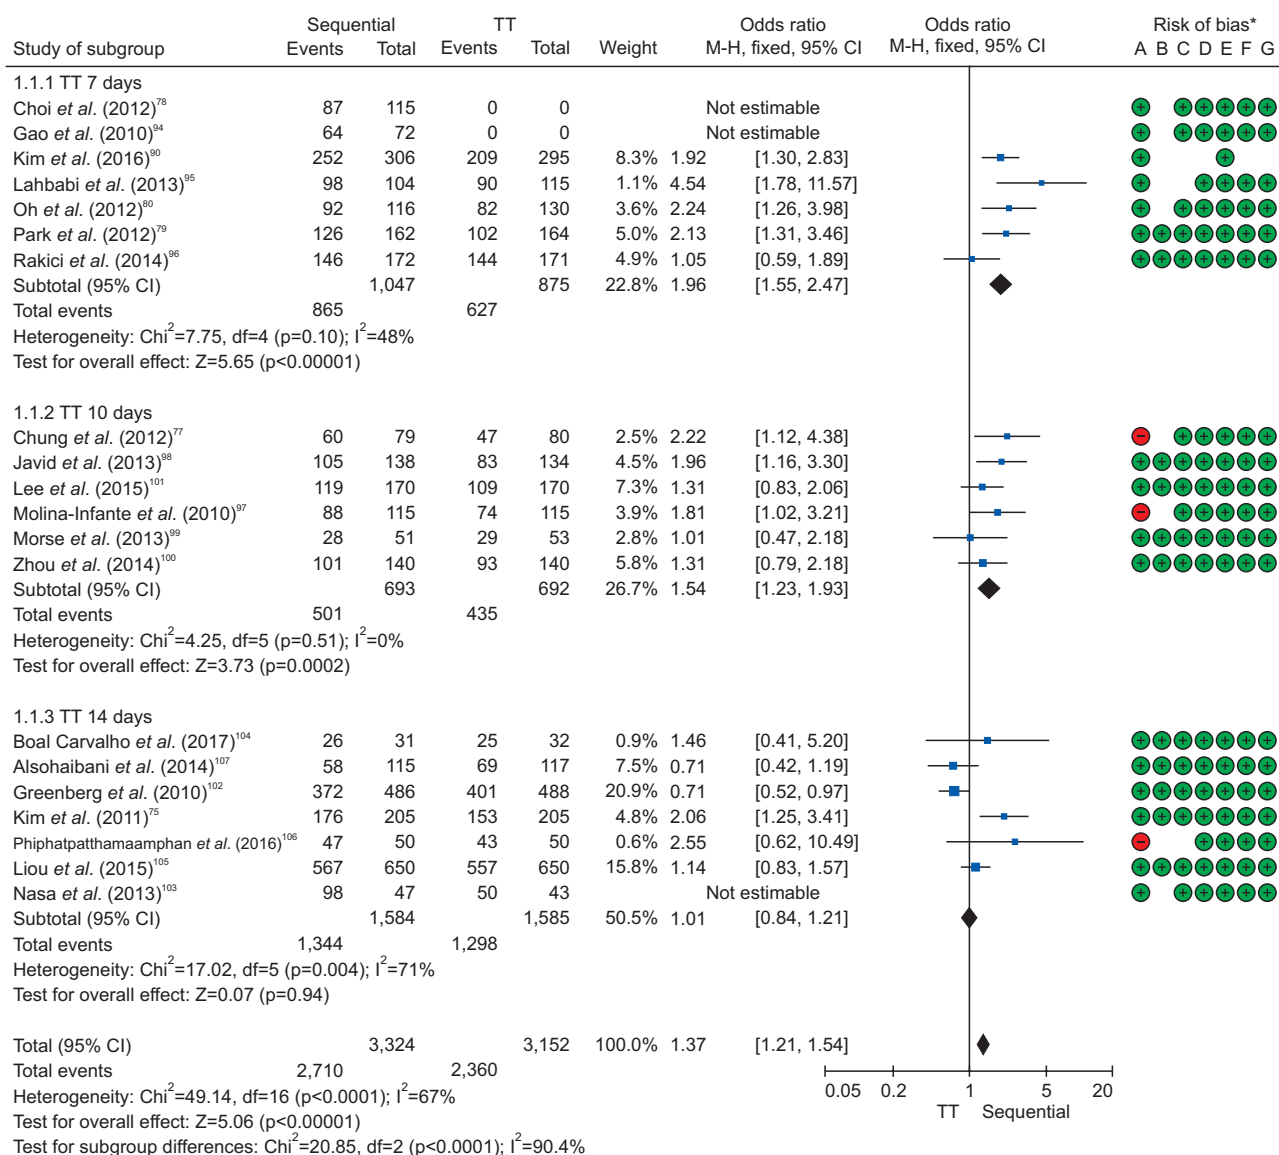 Sequential TT Odds ratio Odds ratio Risk of bias*
Study of subgroup Events Total Events Total Weight M-H, fixed, 95% CI M-H, fixed, 95% CI A B C D E F G
1.1.1 TT 7 days
Choi et al. (2012)78 87 115 0 0 Not estimable + + + + + +
Gao et al. (2010)94 64 72 0 0 Not estimable + + + + + +
Kim et al. (2016)90 252 306 209 295 8.3% 1.92 [1.30, 2.83] + +
Lahbabi et al. (2013)95 98 104 90 115 1.1% 4.54 [1.78, 11.57] + + + + +
Oh et al. (2012)80 92 116 82 130 3.6% 2.24 [1.26, 3.98] + + + + + +
Park et al. (2012)79 126 162 102 164 5.0% 2.13 [1.31, 3.46] + + + + + + +
Rakici et al. (2014)96 146 172 144 171 4.9% 1.05 [0.59, 1.89] + + + + + + +
Subtotal (95% CI) 1,047 875 22.8% 1.96 [1.55, 2.47]
Total events 865 627
Heterogeneity: Chi2=7.75, df=4 (p=0.10); I2=48%
Test for overall effect: Z=5.65 (p<0.00001)
1.1.2 TT 10 days
Chung et al. (2012)77 60 79 47 80 2.5% 2.22 [1.12, 4.38] − + + + + +
Javid et al. (2013)98 105 138 83 134 4.5% 1.96 [1.16, 3.30] + + + + + + +
Lee et al. (2015)101 119 170 109 170 7.3% 1.31 [0.83, 2.06] + + + + + + +
Molina-Infante et al. (2010)97 88 115 74 115 3.9% 1.81 [1.02, 3.21] − + + + + +
Morse et al. (2013)99 28 51 29 53 2.8% 1.01 [0.47, 2.18] + + + + + + +
Zhou et al. (2014)100 101 140 93 140 5.8% 1.31 [0.79, 2.18] + + + + + + +
Subtotal (95% CI) 693 692 26.7% 1.54 [1.23, 1.93]
Total events 501 435
Heterogeneity: Chi2=4.25, df=5 (p=0.51); I2=0%
Test for overall effect: Z=3.73 (p=0.0002)
1.1.3 TT 14 days
Boal Carvalho et al. (2017)104 26 31 25 32 0.9% 1.46 [0.41, 5.20] + + + + + + +
Alsohaibani et al. (2014)107 58 115 69 117 7.5% 0.71 [0.42, 1.19] + + + + + + +
Greenberg et al. (2010)102 372 486 401 488 20.9% 0.71 [0.52, 0.97] + + + + + + +
Kim et al. (2011)75 176 205 153 205 4.8% 2.06 [1.25, 3.41] + + + + + + +
Phiphatpatthamaamphan et al. (2016)106 47 50 43 50 0.6% 2.55 [0.62, 10.49] − + + + +
Liou et al. (2015)105 567 650 557 650 15.8% 1.14 [0.83, 1.57] + + + + + + +
Nasa et al. (2013)103 98 47 50 43 Not estimable + + + + + +
Subtotal (95% CI) 1,584 1,585 50.5% 1.01 [0.84, 1.21]
Total events 1,344 1,298
Heterogeneity: Chi2=17.02, df=5 (p=0.004); I2=71%
Test for overall effect: Z=0.07 (p=0.94)
Total (95% CI) 3,324 3,152 100.0% 1.37 [1.21, 1.54]
Total events 2,710 2,360
Heterogeneity: Chi2=49.14, df=16 (p<0.0001); I2=67%
Test for overall effect: Z=5.06 (p<0.00001)
Test for subgroup differences: Chi2=20.85, df=2 (p<0.0001); I2=90.4%
0.05 0.2 1 5 20
TT Sequential